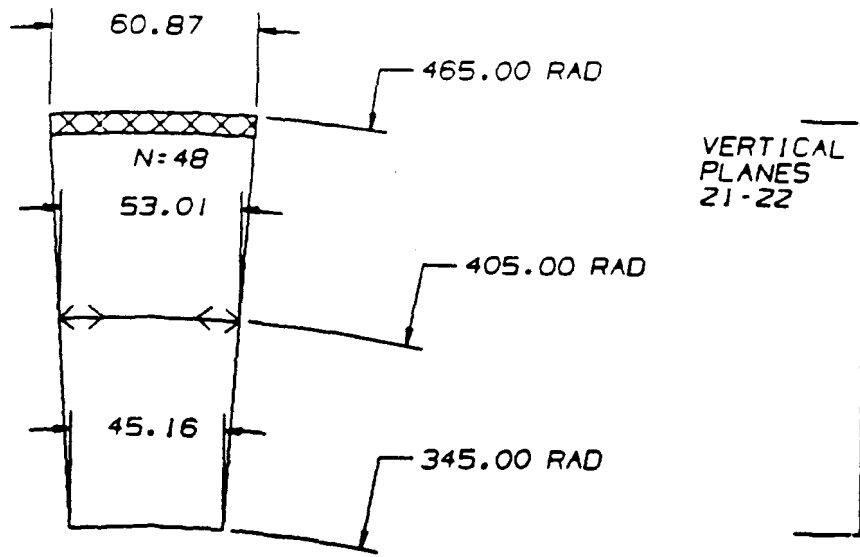 60.87
465.00 RAD
N=48
53.01
VERTICAL
PLANES
21-22
405.00 RAD
45.16
345.00 RAD